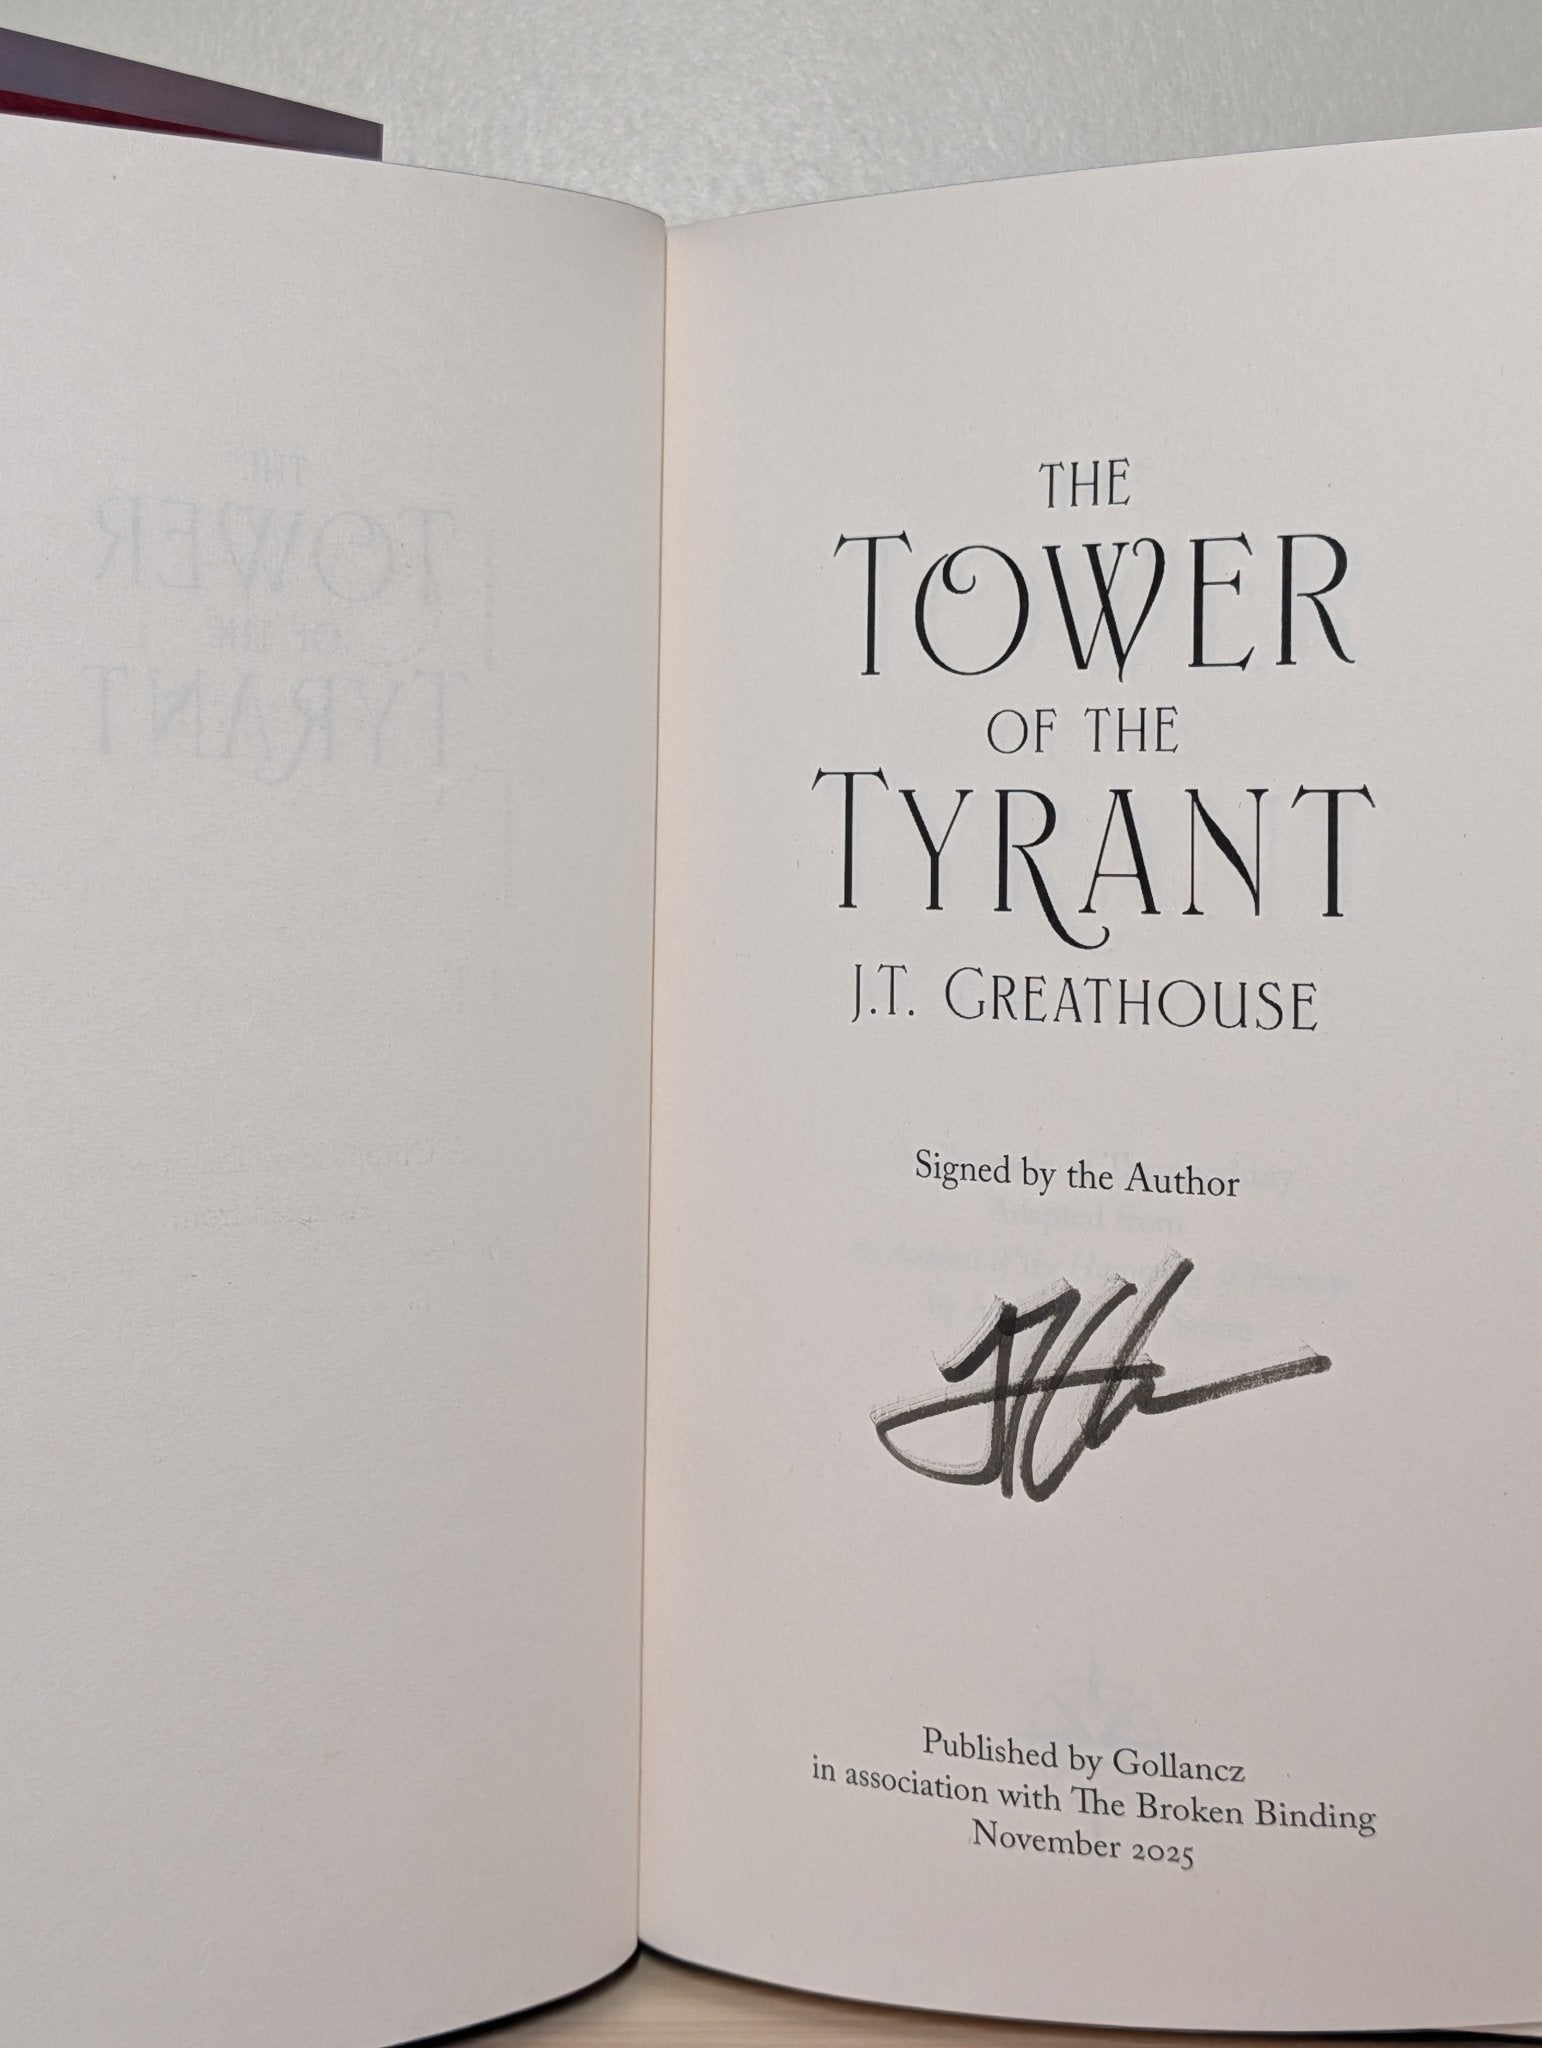 THE
TOWER
OF THE
TYRANT
J.T. GREATHOUSE
Signed by the Author
Published by Gollancz
in association with The Broken Binding
November 2025